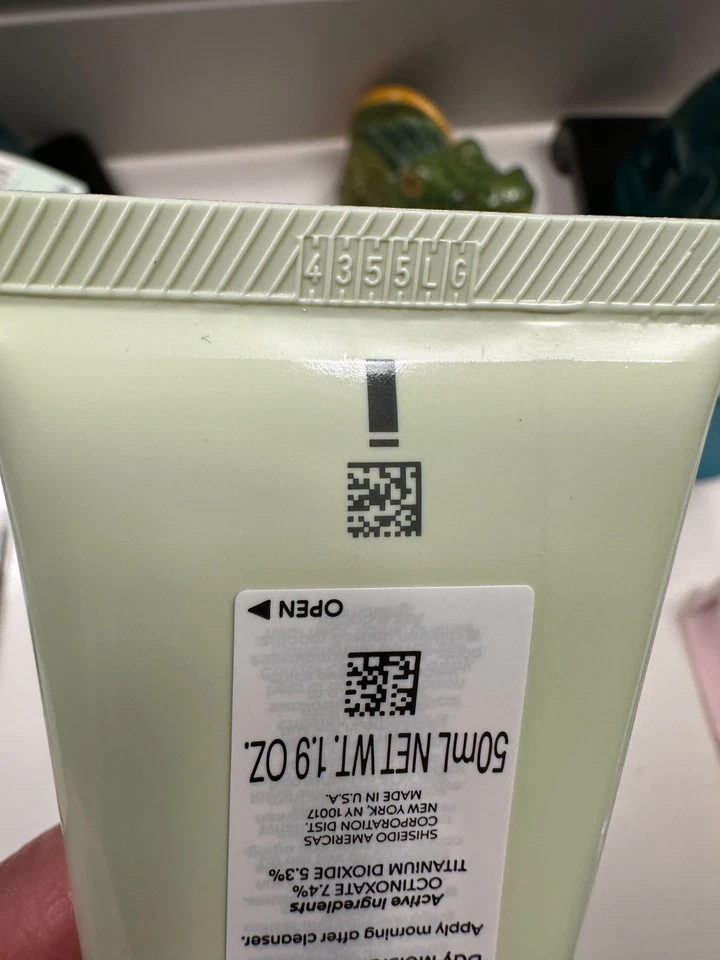 4355LG
Day
Apply morning after cleanser.
Active Ingredients
OCTINOXATE 7.4%
TITANIUM DIOXIDE 5.3%
SHISEIDO AMERICAS
CORPORATION DIST.
NEW YORK, NY 10017
MADE IN U.S.A.
50mL NET WT. 1.9 OZ.
OPEN